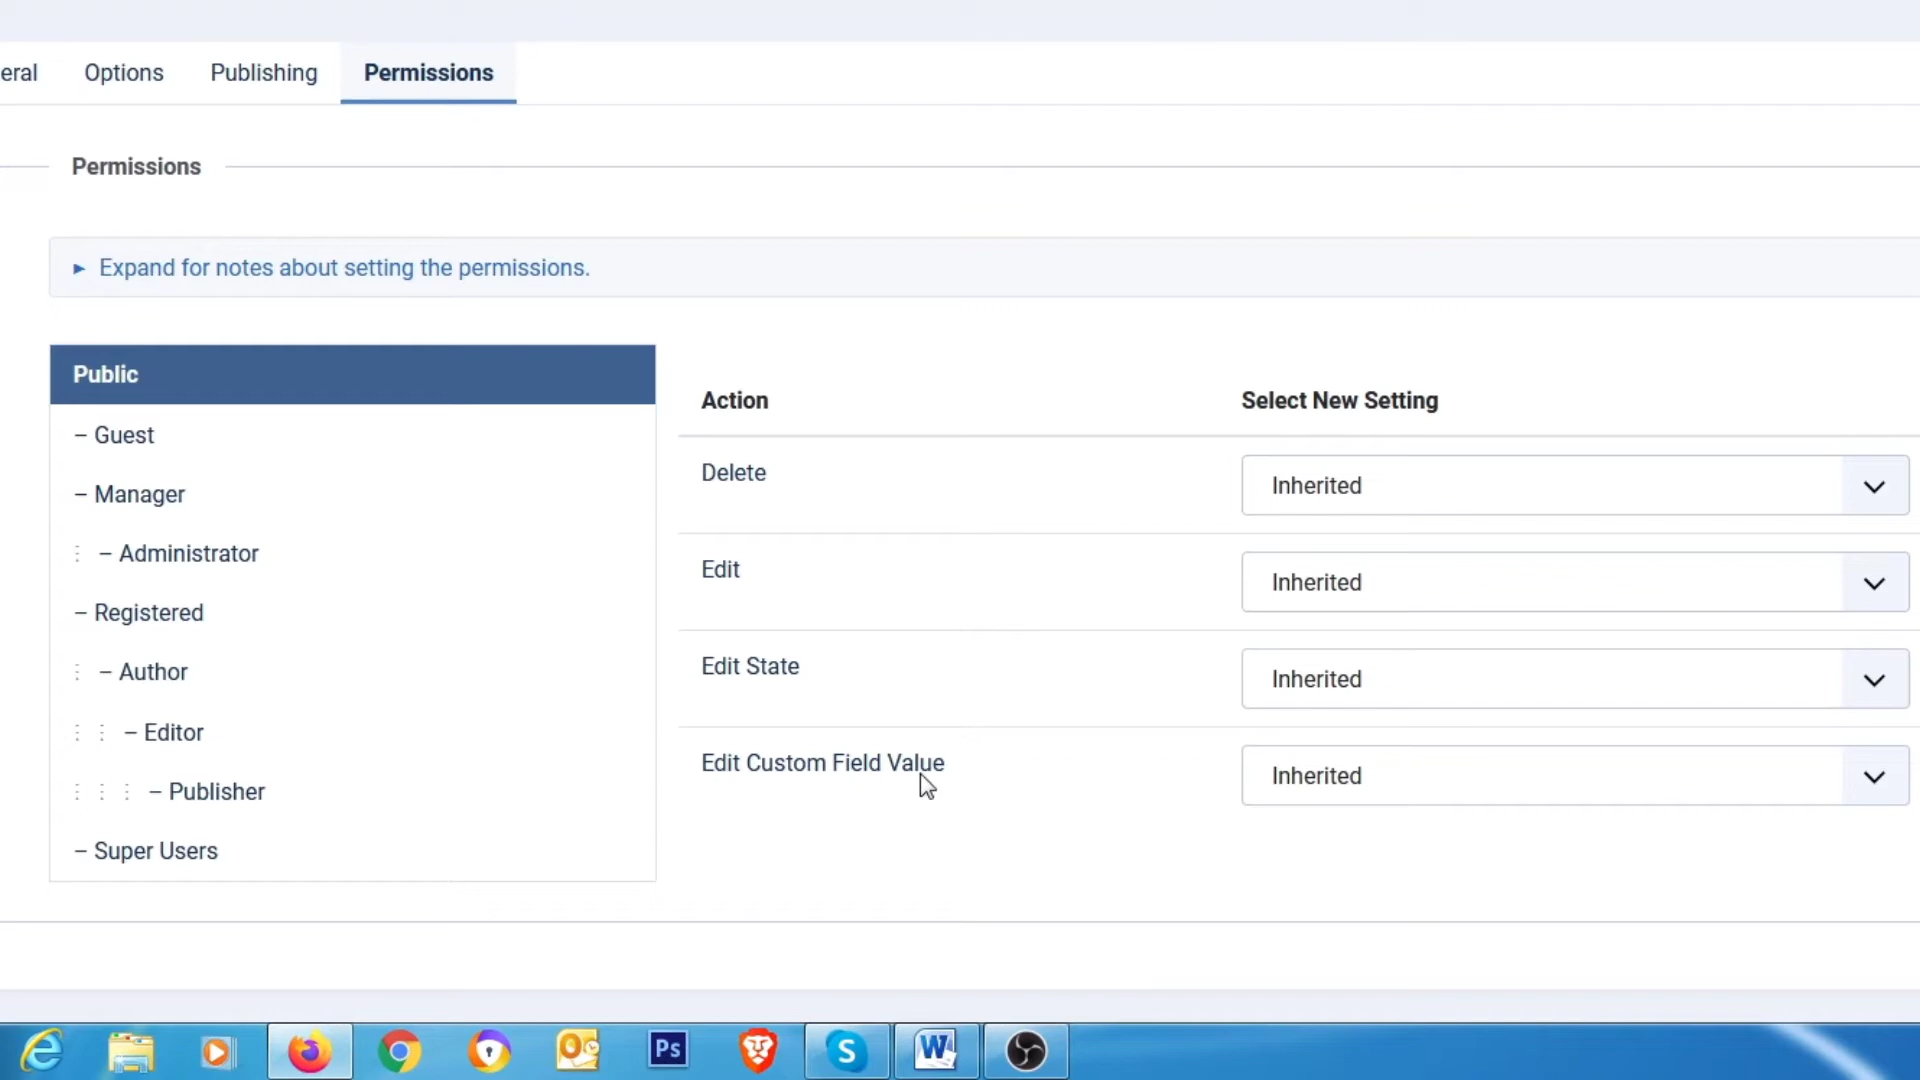 eral Options Publishing Permissions
Permissions
► Expand for notes about setting the permissions.
Public
– Guest
– Manager
⋮ – Administrator
– Registered
⋮ – Author
⋮ ⋮ – Editor
⋮ ⋮ ⋮ – Publisher
– Super Users
Action Select New Setting
Delete Inherited
Edit Inherited
Edit State Inherited
Edit Custom Field Value Inherited
Ps
S
W